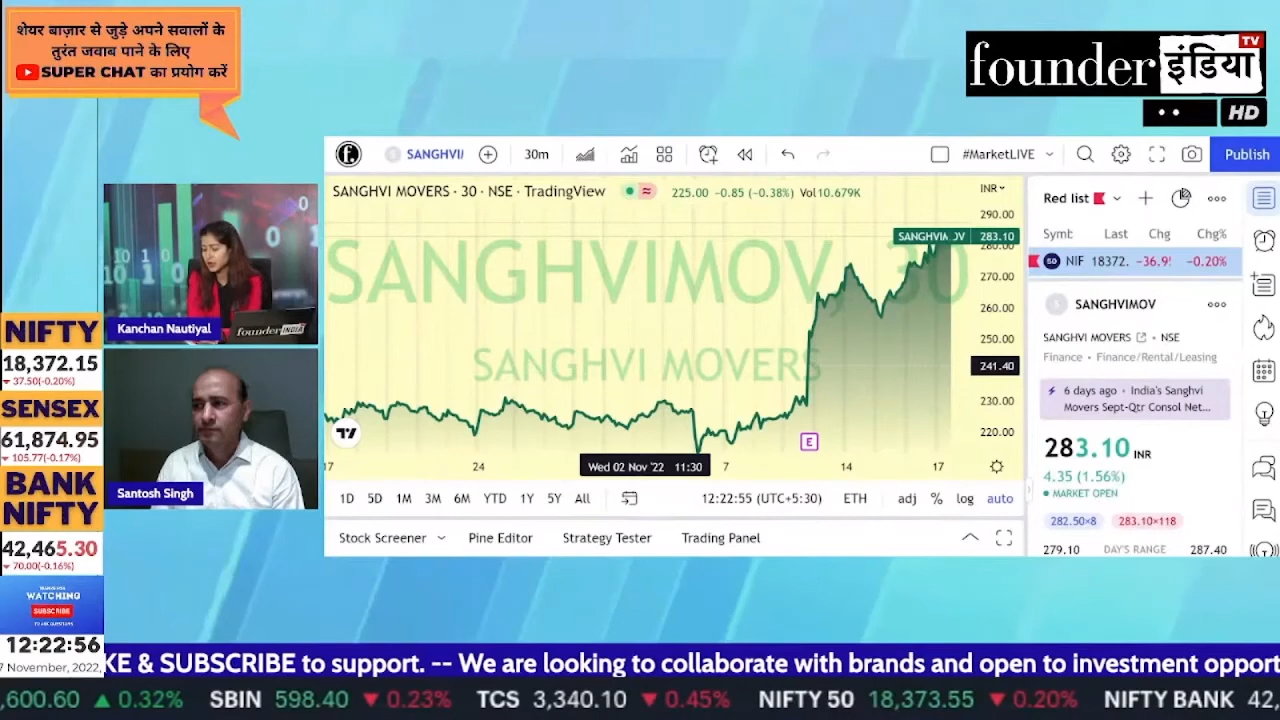 शेयर बाज़ार से जुड़े अपने सवालों के
तुरंत जवाब पाने के लिए
SUPER CHAT का प्रयोग करें
founder इंडिया TV
HD
SANGHVI/
30m
#MarketLIVE
Publish
SANGHVI MOVERS · 30 · NSE · TradingView
225.00 −0.85 (−0.38%) Vol 10.679K
INR
290.00
SANGHVIMOV 283.10
280.00
270.00
260.00
250.00
241.40
230.00
220.00
SANGHVIMOV, 30
SANGHVI MOVERS
E
17
24
Wed 02 Nov '22 11:30
7
14
17
1D 5D 1M 3M 6M YTD 1Y 5Y All
12:22:55 (UTC+5:30)
ETH
adj % log auto
Stock Screener
Pine Editor
Strategy Tester
Trading Panel
Red list
Symb Last Chg Chg%
50 NIF 18372. −36.9 −0.20%
SANGHVIMOV
SANGHVI MOVERS • NSE
Finance • Finance/Rental/Leasing
6 days ago • India's Sanghvi
Movers Sept-Qtr Consol Net...
283.10 INR
4.35 (1.56%)
MARKET OPEN
282.50×8 283.10×118
279.10 DAY'S RANGE 287.40
Kanchan Nautiyal
founder INDIA
Santosh Singh
NIFTY
18,372.15
37.50(-0.20%)
SENSEX
61,874.95
105.77(-0.17%)
BANK
NIFTY
42,465.30
70.00(-0.16%)
WATCHING
SUBSCRIBE
12:22:56
7 November, 2022,
KE & SUBSCRIBE to support. -- We are looking to collaborate with brands and open to investment opport
,600.60 ▲ 0.32% SBIN 598.40 ▼ 0.23% TCS 3,340.10 ▼ 0.45% NIFTY 50 18,373.55 ▼ 0.20% NIFTY BANK 42,